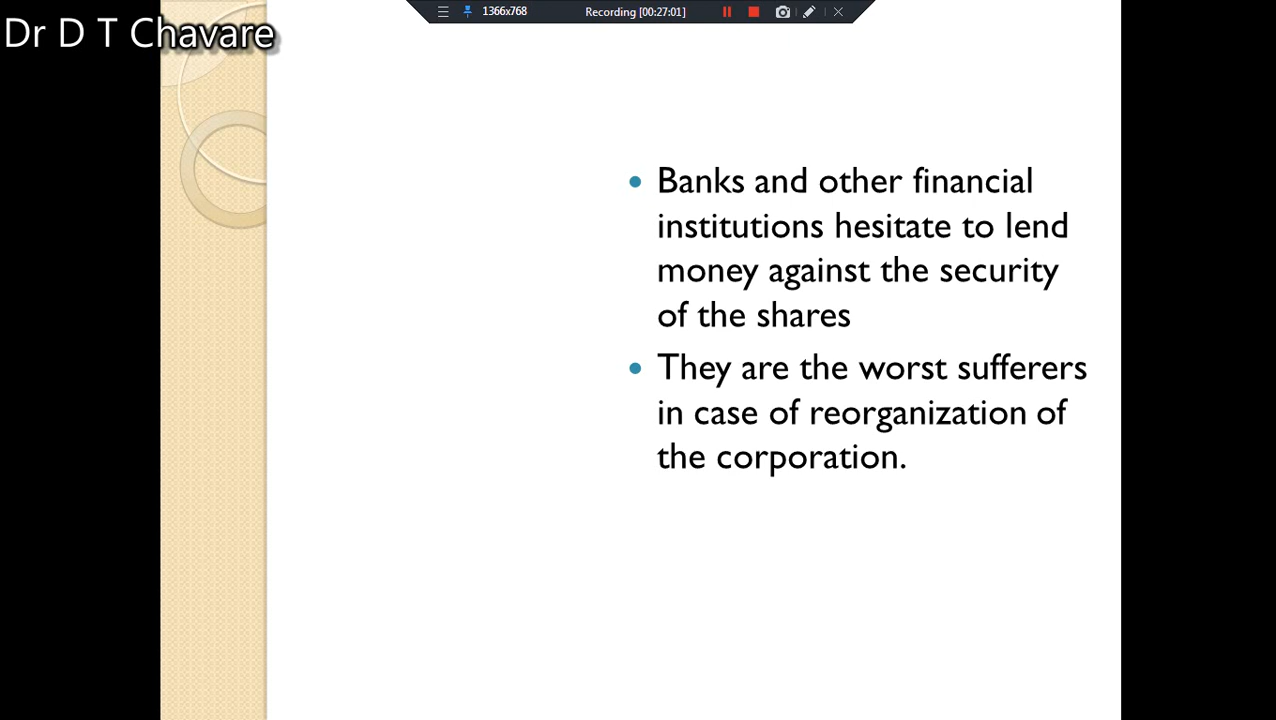 1366x768
Recording [00:27:01]
Dr D T Chavare
• Banks and other financial
institutions hesitate to lend
money against the security
of the shares
• They are the worst sufferers
in case of reorganization of
the corporation.